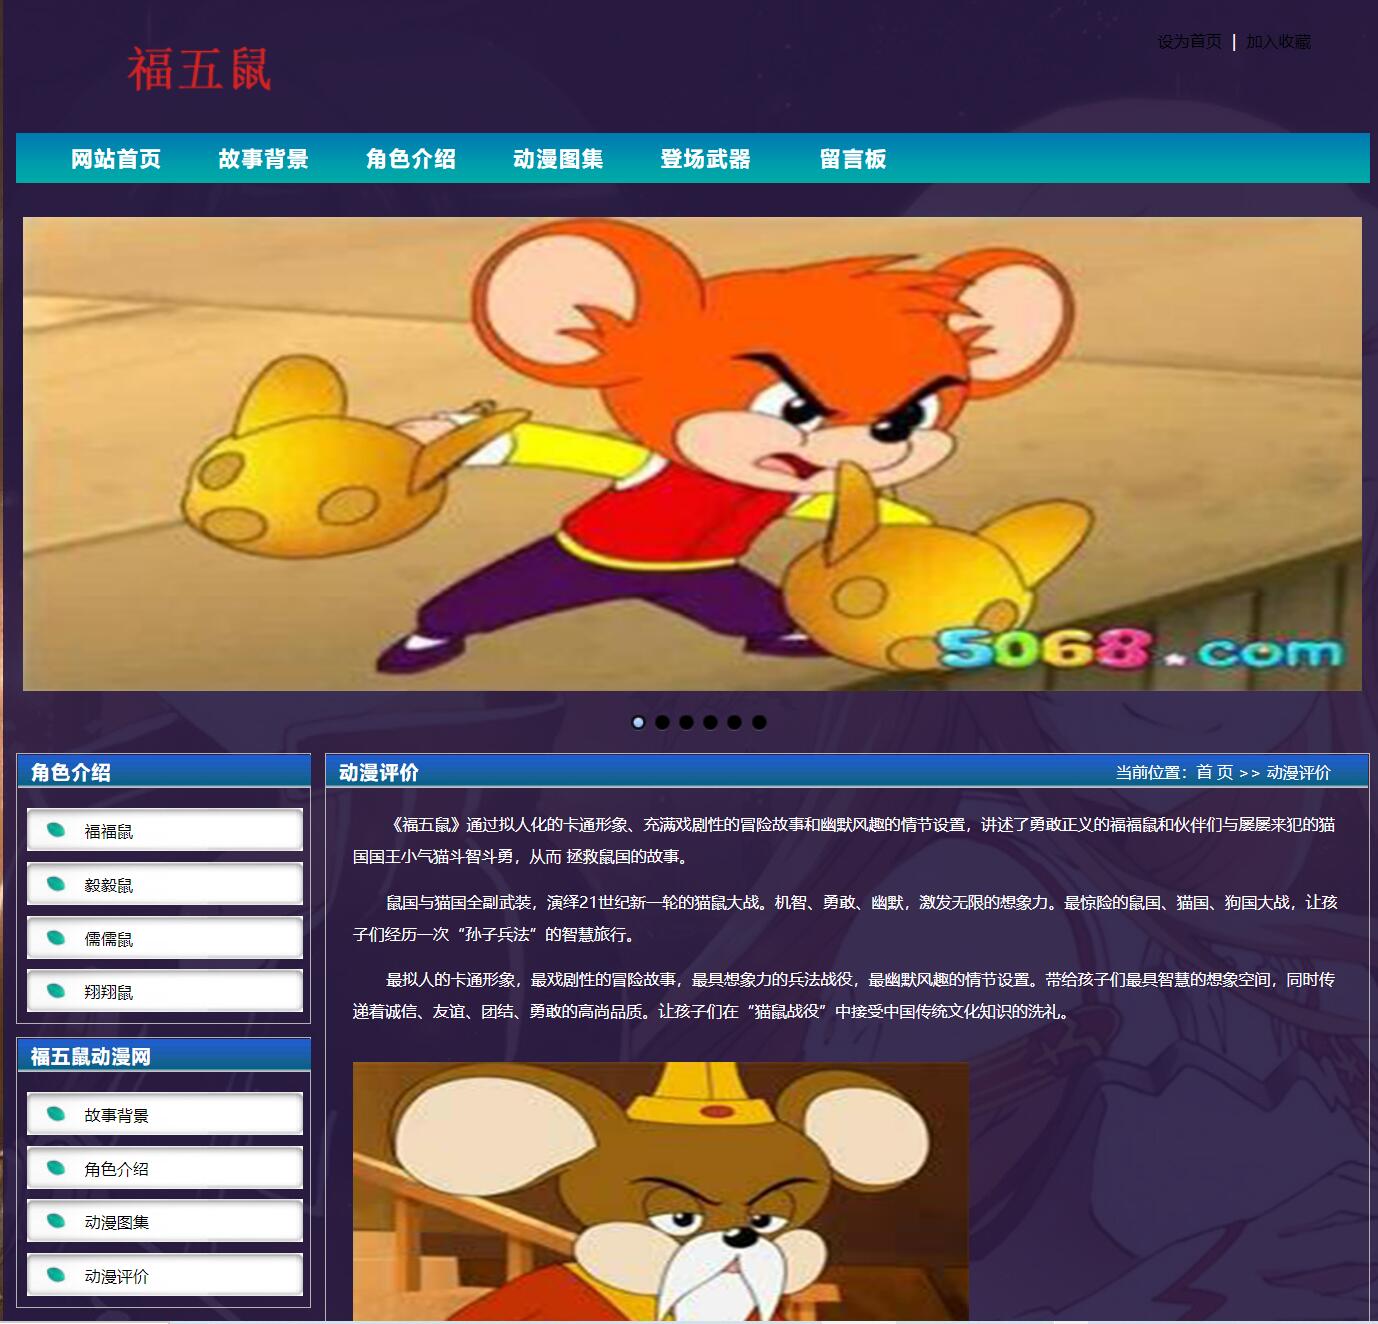 福五鼠
设为首页 | 加入收藏
网站首页 故事背景 角色介绍 动漫图集 登场武器 留言板
5068.com
角色介绍
福福鼠
毅毅鼠
儒儒鼠
翔翔鼠
福五鼠动漫网
故事背景
角色介绍
动漫图集
动漫评价
动漫评价 当前位置：首 页 >> 动漫评价
《福五鼠》通过拟人化的卡通形象、充满戏剧性的冒险故事和幽默风趣的情节设置，讲述了勇敢正义的福福鼠和伙伴们与屡屡来犯的猫
国国王小气猫斗智斗勇，从而 拯救鼠国的故事。
鼠国与猫国全副武装，演绎21世纪新一轮的猫鼠大战。机智、勇敢、幽默，激发无限的想象力。最惊险的鼠国、猫国、狗国大战，让孩
子们经历一次“孙子兵法”的智慧旅行。
最拟人的卡通形象，最戏剧性的冒险故事，最具想象力的兵法战役，最幽默风趣的情节设置。带给孩子们最具智慧的想象空间，同时传
递着诚信、友谊、团结、勇敢的高尚品质。让孩子们在“猫鼠战役”中接受中国传统文化知识的洗礼。